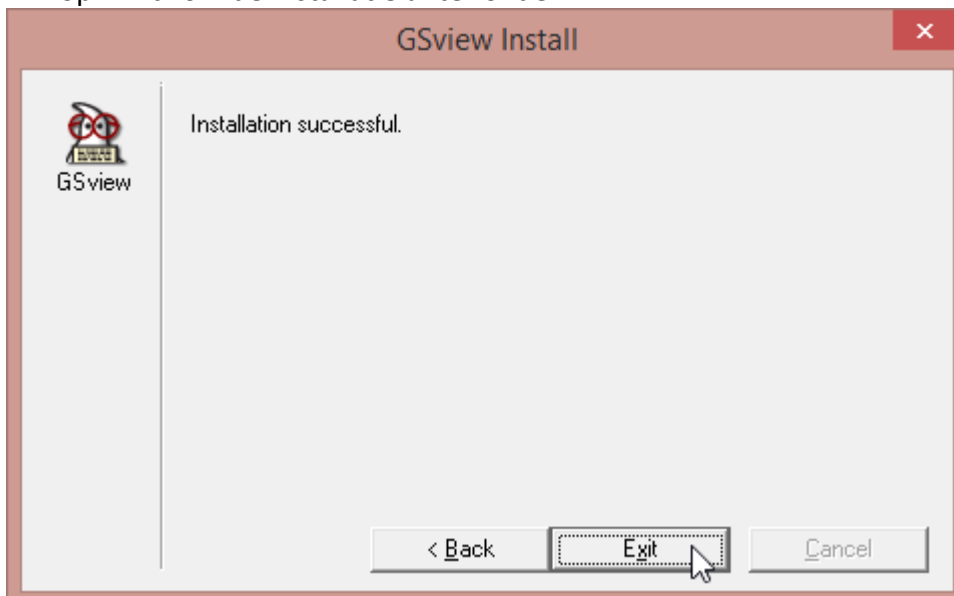 GSview Install
GSview
Installation successful.
< Back
Exit
Cancel